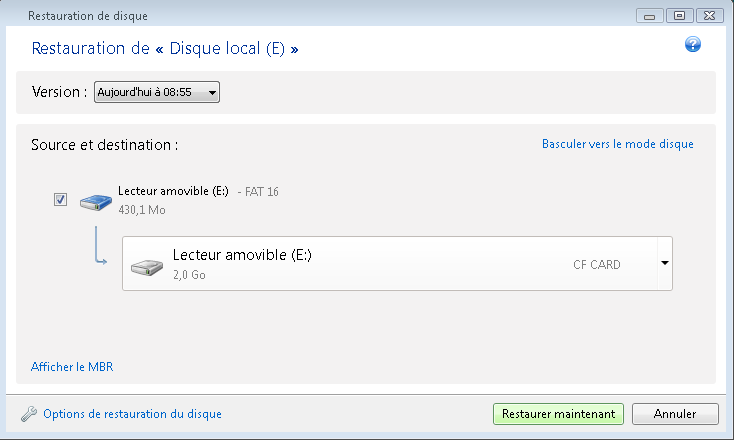 Restauration de disque
Restauration de « Disque local (E) »
Version : Aujourd'hui à 08:55
Source et destination : Basculer vers le mode disque
Lecteur amovible (E:) - FAT 16
430,1 Mo
Lecteur amovible (E:)
2,0 Go CF CARD
Afficher le MBR
Options de restauration du disque Restaurer maintenant Annuler